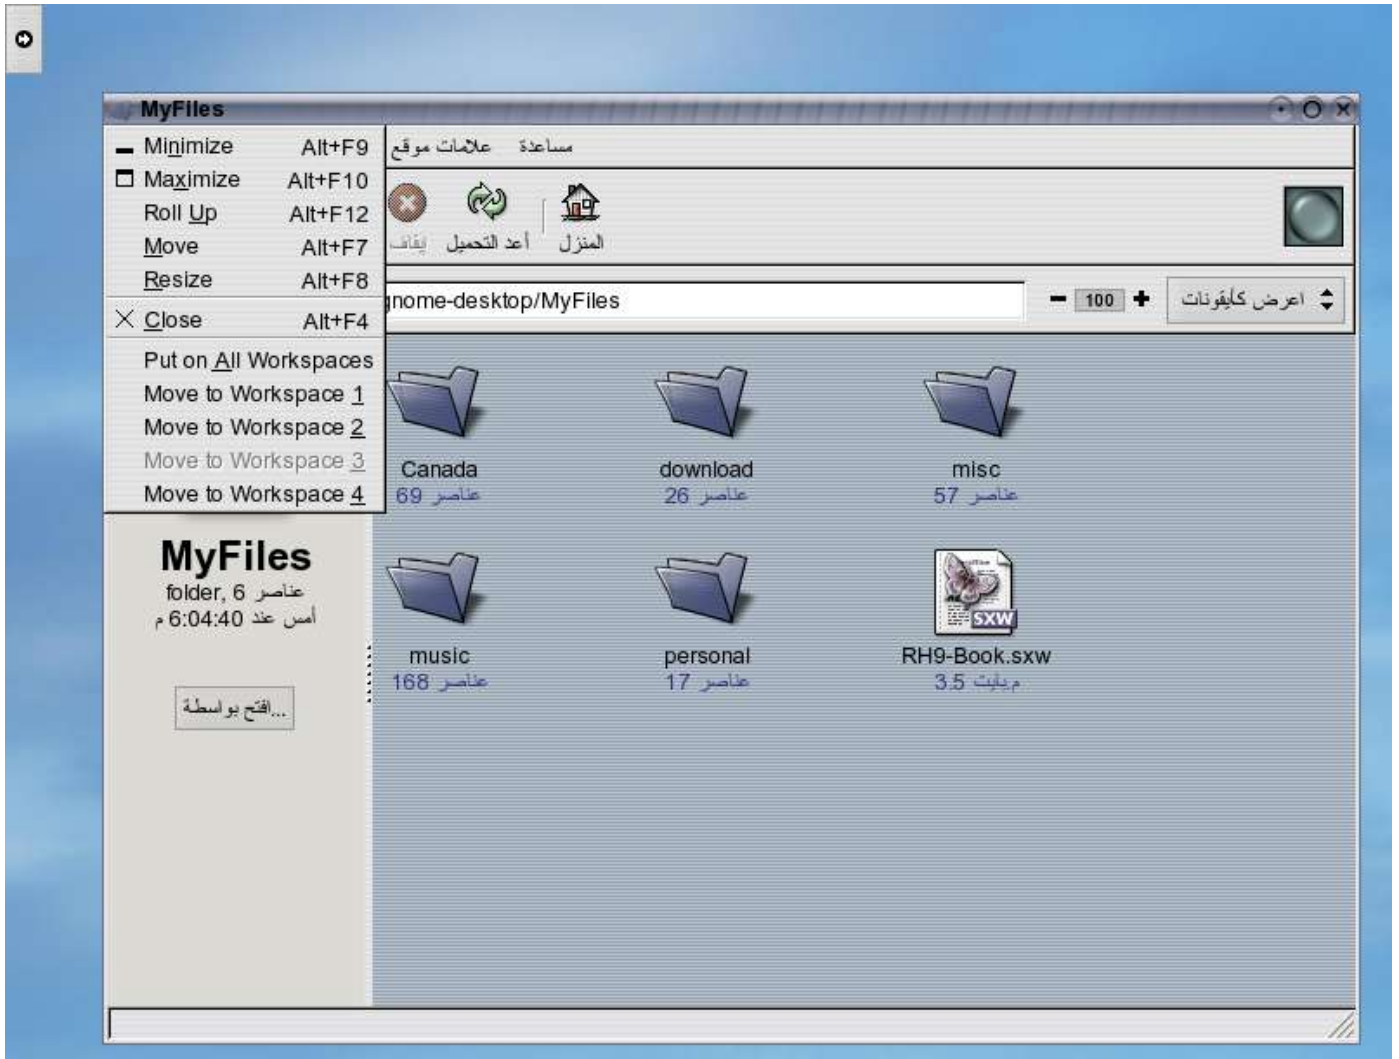 MyFiles
Minimize Alt+F9
Maximize Alt+F10
Roll Up Alt+F12
Move Alt+F7
Resize Alt+F8
Close Alt+F4
Put on All Workspaces
Move to Workspace 1
Move to Workspace 2
Move to Workspace 3
Move to Workspace 4
علامات موقع مساعدة
إيقاف أعد التحميل المنزل
gnome-desktop/MyFiles 100 اعرض كأيقونات
Canada download misc
69 عناصر 26 عناصر 57 عناصر
MyFiles
folder, 6 عناصر
أمس عند 6:04:40 م
music personal RH9-Book.sxw
168 عناصر 17 عناصر 3.5 م.بايت
SXW
افتح بواسطة...